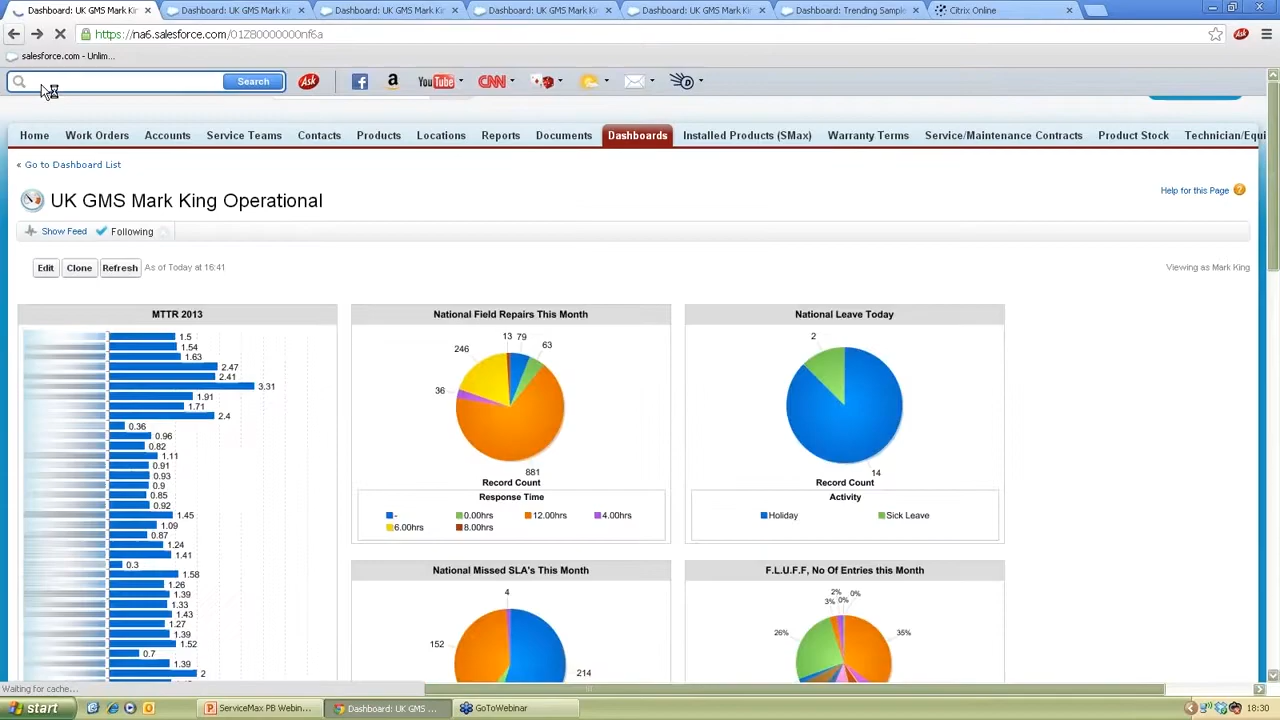 Dashboard: UK GMS Mark Ki × Dashboard: UK GMS Mark Ki × Dashboard: UK GMS Mark Ki × Dashboard: UK GMS Mark Ki × Dashboard: UK GMS Mark Ki × Dashboard: Trending Sample × Citrix Online ×
https://na6.salesforce.com/01Z80000000nf6a
salesforce.com - Unlim...
Search Ask YouTube CNN
Home Work Orders Accounts Service Teams Contacts Products Locations Reports Documents Dashboards Installed Products (SMax) Warranty Terms Service/Maintenance Contracts Product Stock Technician/Equi
« Go to Dashboard List
UK GMS Mark King Operational
Help for this Page ?
Show Feed Following
Edit Clone Refresh As of Today at 16:41
Viewing as Mark King
MTTR 2013
1.5
1.54
1.63
2.47
2.41
3.31
1.91
1.71
2.4
0.36
0.96
0.82
1.11
0.91
0.93
0.9
0.85
0.92
1.45
1.09
0.87
1.24
1.41
0.3
1.58
1.26
1.39
1.33
1.43
1.27
1.39
1.52
0.7
1.39
2
National Field Repairs This Month
13 79
63
246
36
881
Record Count
Response Time
- 0.00hrs 12.00hrs 4.00hrs
6.00hrs 8.00hrs
National Leave Today
2
14
Record Count
Activity
Holiday Sick Leave
National Missed SLA's This Month
4
152
214
F.L.U.F.F, No Of Entries this Month
2% 0%
3% 0%
26% 35%
Waiting for cache...
start ServiceMax PB Webin... Dashboard: UK GMS ... GoToWebinar 18:30